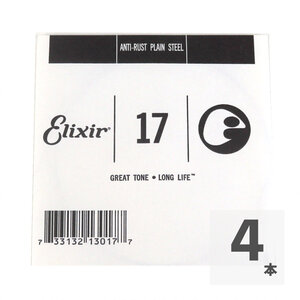 ANTI-RUST PLAIN STEEL
Elixir® 17
GREAT TONE • LONG LIFE™
7 33132 13017 7
4本